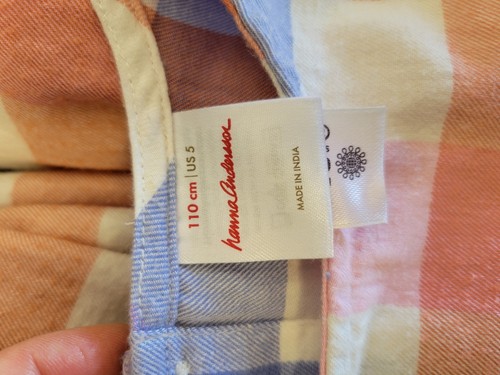 110 cm | US 5
hanna andersson
MADE IN INDIA